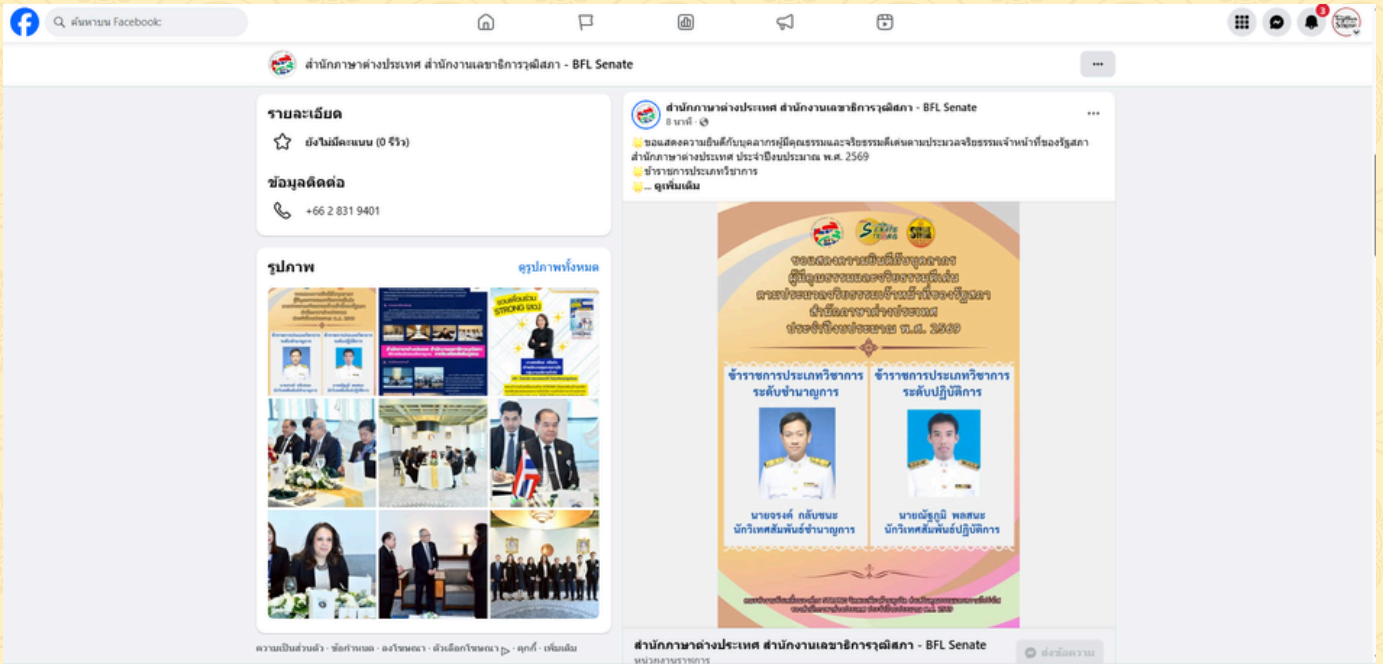 ค้นหาบน Facebook
3
สำนักภาษาต่างประเทศ สำนักงานเลขาธิการวุฒิสภา - BFL Senate
รายละเอียด
ยังไม่มีคะแนน (0 รีวิว)
ข้อมูลติดต่อ
+66 2 831 9401
รูปภาพ
ดูรูปภาพทั้งหมด
ชวนเพื่อนร่วม
STRONG
ความเป็นส่วนตัว · ข้อกำหนด · ลงโฆษณา · ตัวเลือกโฆษณา · คุกกี้ · เพิ่มเติม
สำนักภาษาต่างประเทศ สำนักงานเลขาธิการวุฒิสภา - BFL Senate
8 นาที ·
ขอแสดงความยินดีกับบุคลากรผู้มีคุณธรรมและจริยธรรมดีเด่นตามประมวลจริยธรรมเจ้าหน้าที่ของรัฐสภา
สำนักภาษาต่างประเทศ ประจำปีงบประมาณ พ.ศ. 2569
ข้าราชการประเภทวิชาการ
... ดูเพิ่มเติม
ขอแสดงความยินดีกับบุคลากร
ผู้มีคุณธรรมและจริยธรรมดีเด่น
ตามประมวลจริยธรรมเจ้าหน้าที่ของรัฐสภา
สำนักภาษาต่างประเทศ
ประจำปีงบประมาณ พ.ศ. 2569
ข้าราชการประเภทวิชาการ
ระดับชำนาญการ
นายจรงค์ กลับชนะ
นักวิเทศสัมพันธ์ชำนาญการ
ข้าราชการประเภทวิชาการ
ระดับปฏิบัติการ
นายณัฐภูมิ พลสนะ
นักวิเทศสัมพันธ์ปฏิบัติการ
สำนักภาษาต่างประเทศ สำนักงานเลขาธิการวุฒิสภา - BFL Senate
หน่วยงานราชการ
ส่งข้อความ